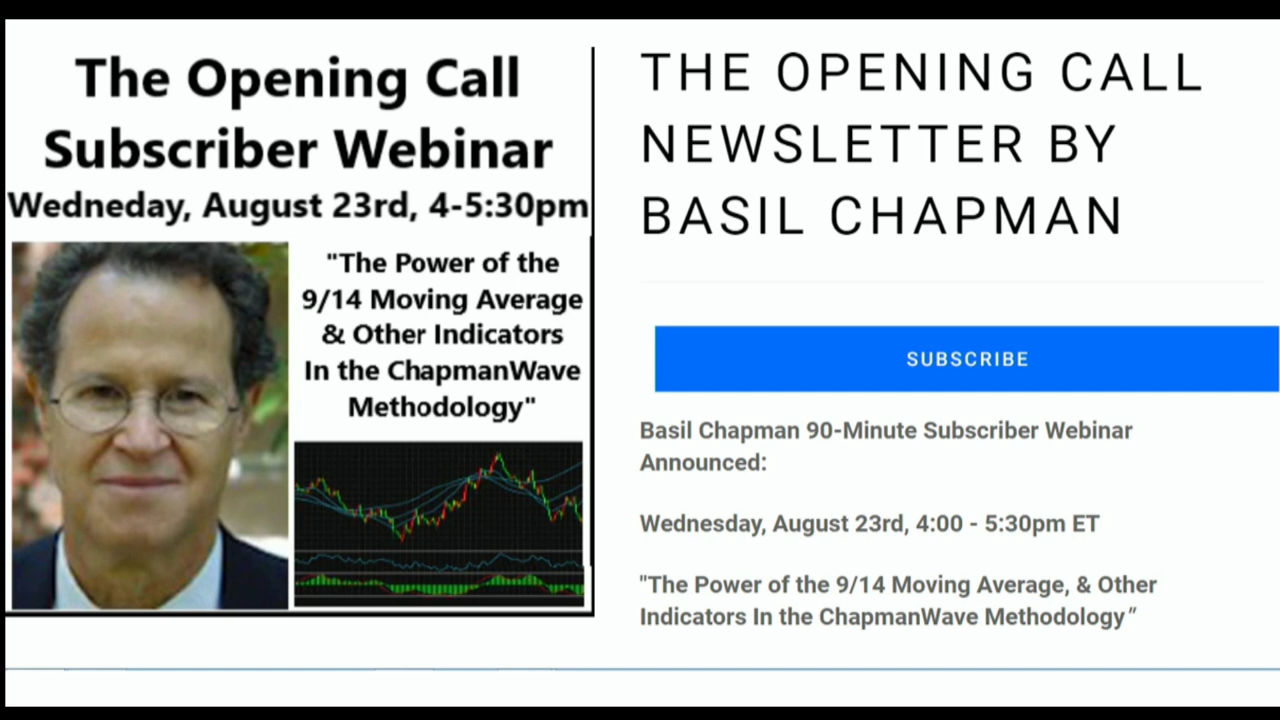 The Opening Call
Subscriber Webinar
Wedneday, August 23rd, 4-5:30pm
"The Power of the
9/14 Moving Average
& Other Indicators
In the ChapmanWave
Methodology"
THE OPENING CALL
NEWSLETTER BY
BASIL CHAPMAN
SUBSCRIBE
Basil Chapman 90-Minute Subscriber Webinar
Announced:
Wednesday, August 23rd, 4:00 - 5:30pm ET
"The Power of the 9/14 Moving Average, & Other
Indicators In the ChapmanWave Methodology”